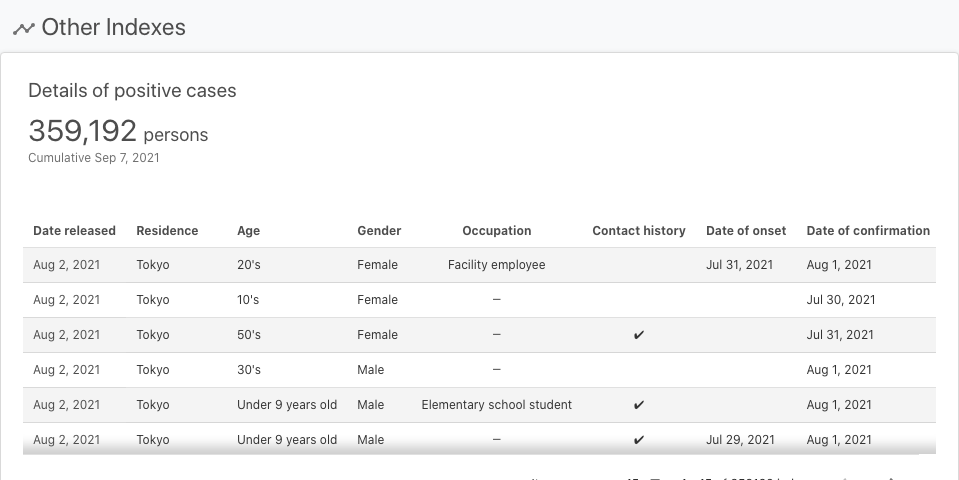 Other Indexes
Details of positive cases
359,192 persons
Cumulative Sep 7, 2021
Date released Residence Age Gender Occupation Contact history Date of onset Date of confirmation
Aug 2, 2021 Tokyo 20's Female Facility employee Jul 31, 2021 Aug 1, 2021
Aug 2, 2021 Tokyo 10's Female – Jul 30, 2021
Aug 2, 2021 Tokyo 50's Female – ✔ Jul 31, 2021
Aug 2, 2021 Tokyo 30's Male – Aug 1, 2021
Aug 2, 2021 Tokyo Under 9 years old Male Elementary school student ✔ Aug 1, 2021
Aug 2, 2021 Tokyo Under 9 years old Male – ✔ Jul 29, 2021 Aug 1, 2021